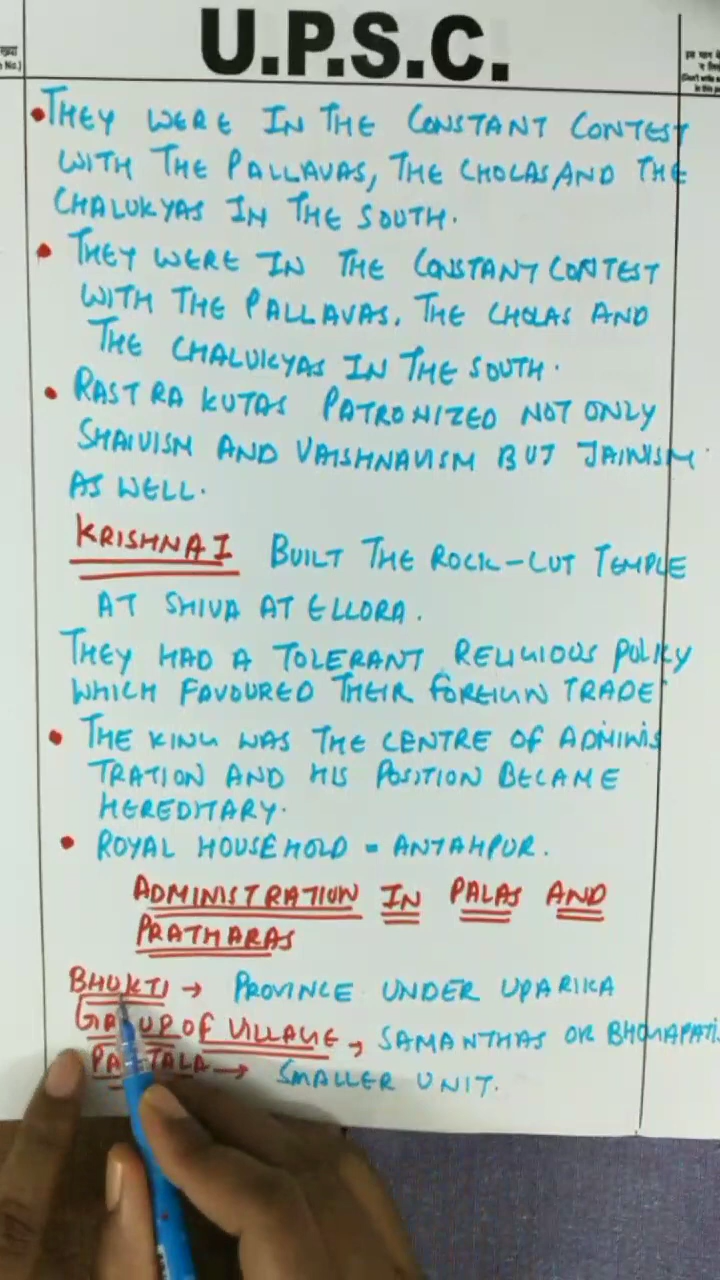 U.P.S.C.
• THEY WERE IN THE CONSTANT CONTEST
WITH THE PALLAVAS, THE CHOLAS AND THE
CHALUKYAS IN THE SOUTH.
• THEY WERE IN THE CONSTANT CONTEST
WITH THE PALLAVAS. THE CHOLAS AND
THE CHALUKYAS IN THE SOUTH.
• RASTRA KUTAS PATRONIZED NOT ONLY
SHAIVISM AND VAISHNAVISM BUT JAINISM
AS WELL.
KRISHNA I BUILT THE ROCK-CUT TEMPLE
AT SHIVA AT ELLORA.
THEY HAD A TOLERANT RELIGIOUS POLICY
WHICH FAVOURED THEIR FOREIGN TRADE
• THE KING WAS THE CENTRE OF ADMINIS
TRATION AND HIS POSITION BECAME
HEREDITARY.
• ROYAL HOUSEHOLD = ANTAHPUR.
ADMINISTRATION IN PALAS AND
PRATHARAS
BHUKTI → PROVINCE UNDER UPARIKA
OF VILLAGE, SAMANTHAS OR
→ SMALLER UNIT.